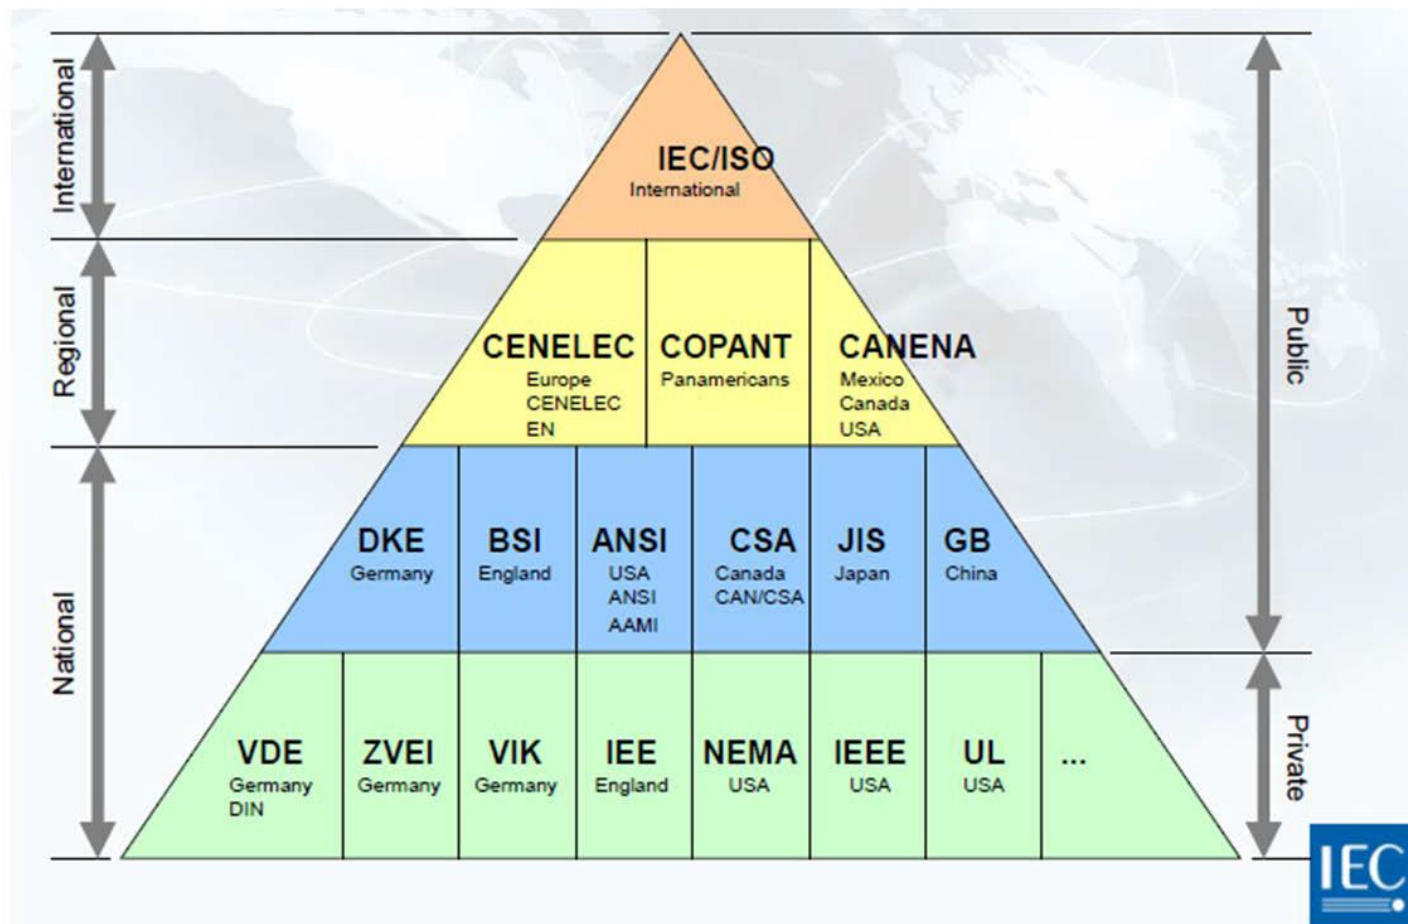 International
IEC/ISO
International
Regional
CENELEC
Europe
CENELEC
EN
COPANT
Panamericans
CANENA
Mexico
Canada
USA
Public
National
DKE
Germany
BSI
England
ANSI
USA
ANSI
AAMI
CSA
Canada
CAN/CSA
JIS
Japan
GB
China
VDE
Germany
DIN
ZVEI
Germany
VIK
Germany
IEE
England
NEMA
USA
IEEE
USA
UL
USA
...
Private
IEC